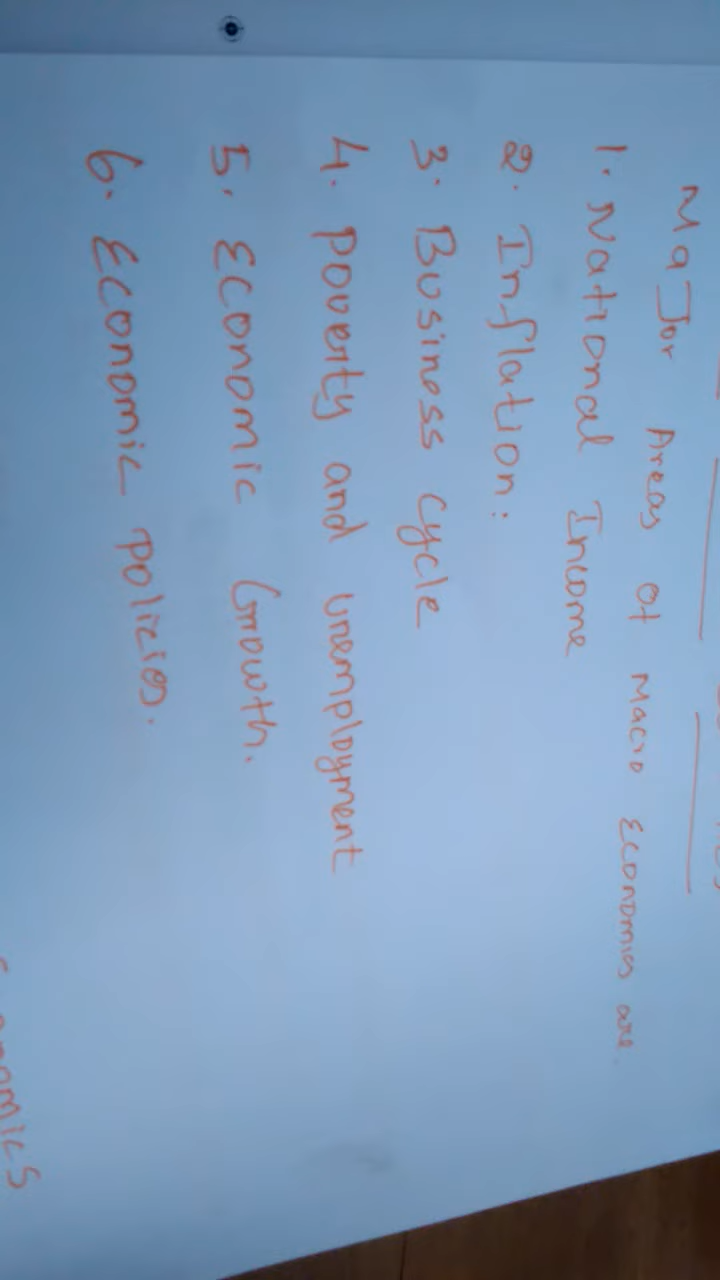 Major Areas of Macro Economics are
1. National Income
2. Inflation:
3. Business cycle
4. Poverty and Unemployment
5. Economic Growth.
6. Economic policies.